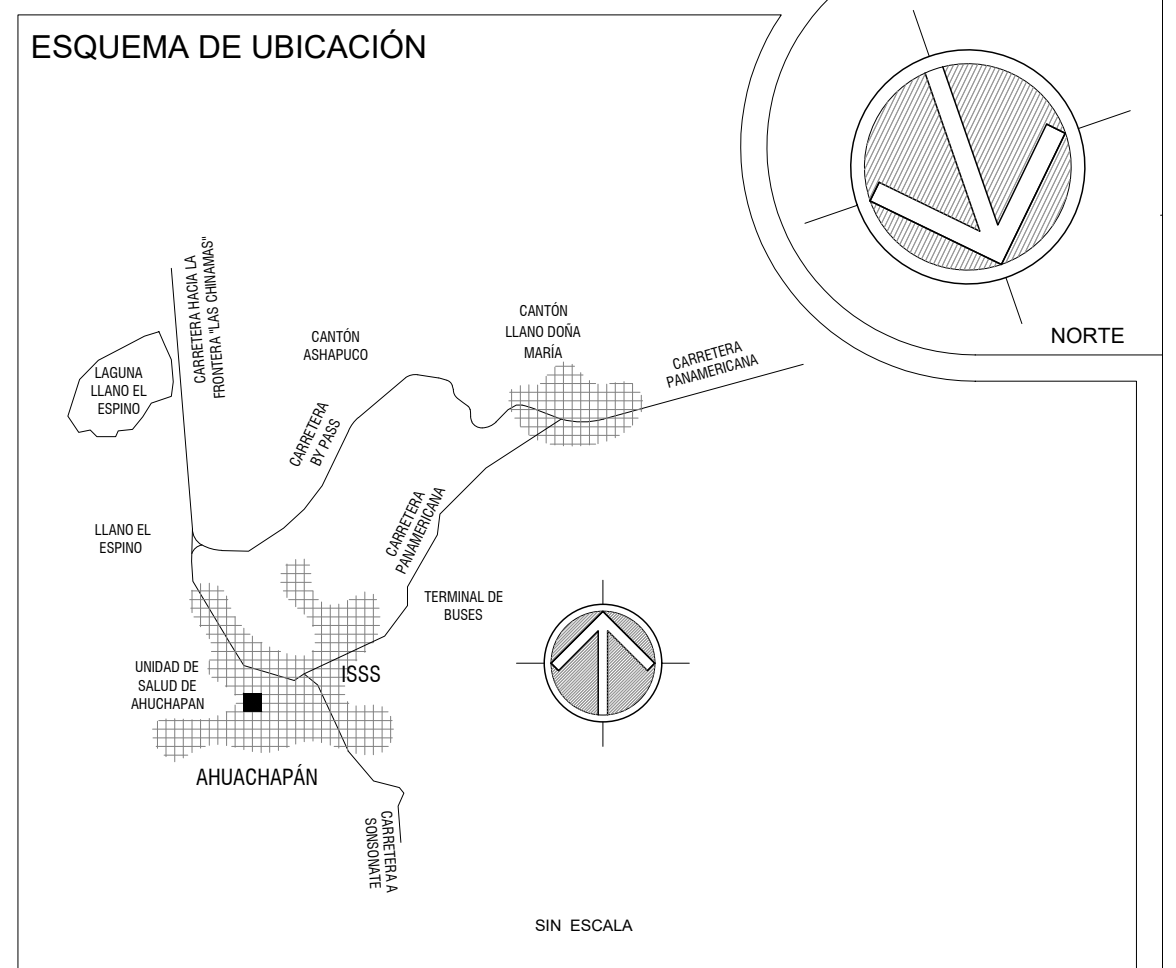 ESQUEMA DE UBICACIÓN
NORTE
CARRETERA HACIA LA
FRONTERA "LAS CHINAMAS"
CANTÓN
ASHAPUCO
CANTÓN
LLANO DOÑA
MARÍA
CARRETERA
PANAMERICANA
LAGUNA
LLANO EL
ESPINO
CARRETERA
BY PASS
CARRETERA
PANAMERICANA
LLANO EL
ESPINO
TERMINAL DE
BUSES
UNIDAD DE
SALUD DE
AHUCHAPAN
ISSS
AHUACHAPÁN
CARRETERA A
SONSONATE
SIN ESCALA